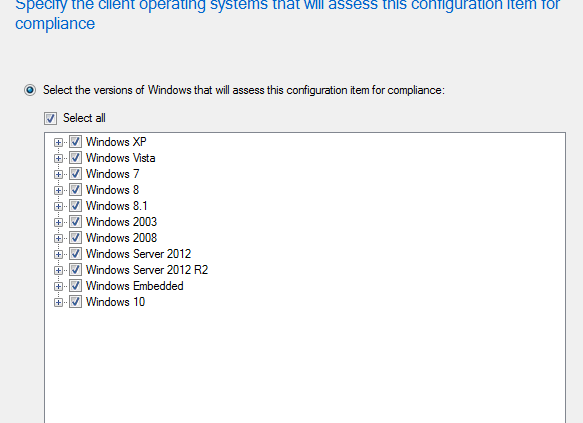 Specify the client operating systems that will assess this configuration item for
compliance
Select the versions of Windows that will assess this configuration item for compliance:
Select all
Windows XP
Windows Vista
Windows 7
Windows 8
Windows 8.1
Windows 2003
Windows 2008
Windows Server 2012
Windows Server 2012 R2
Windows Embedded
Windows 10